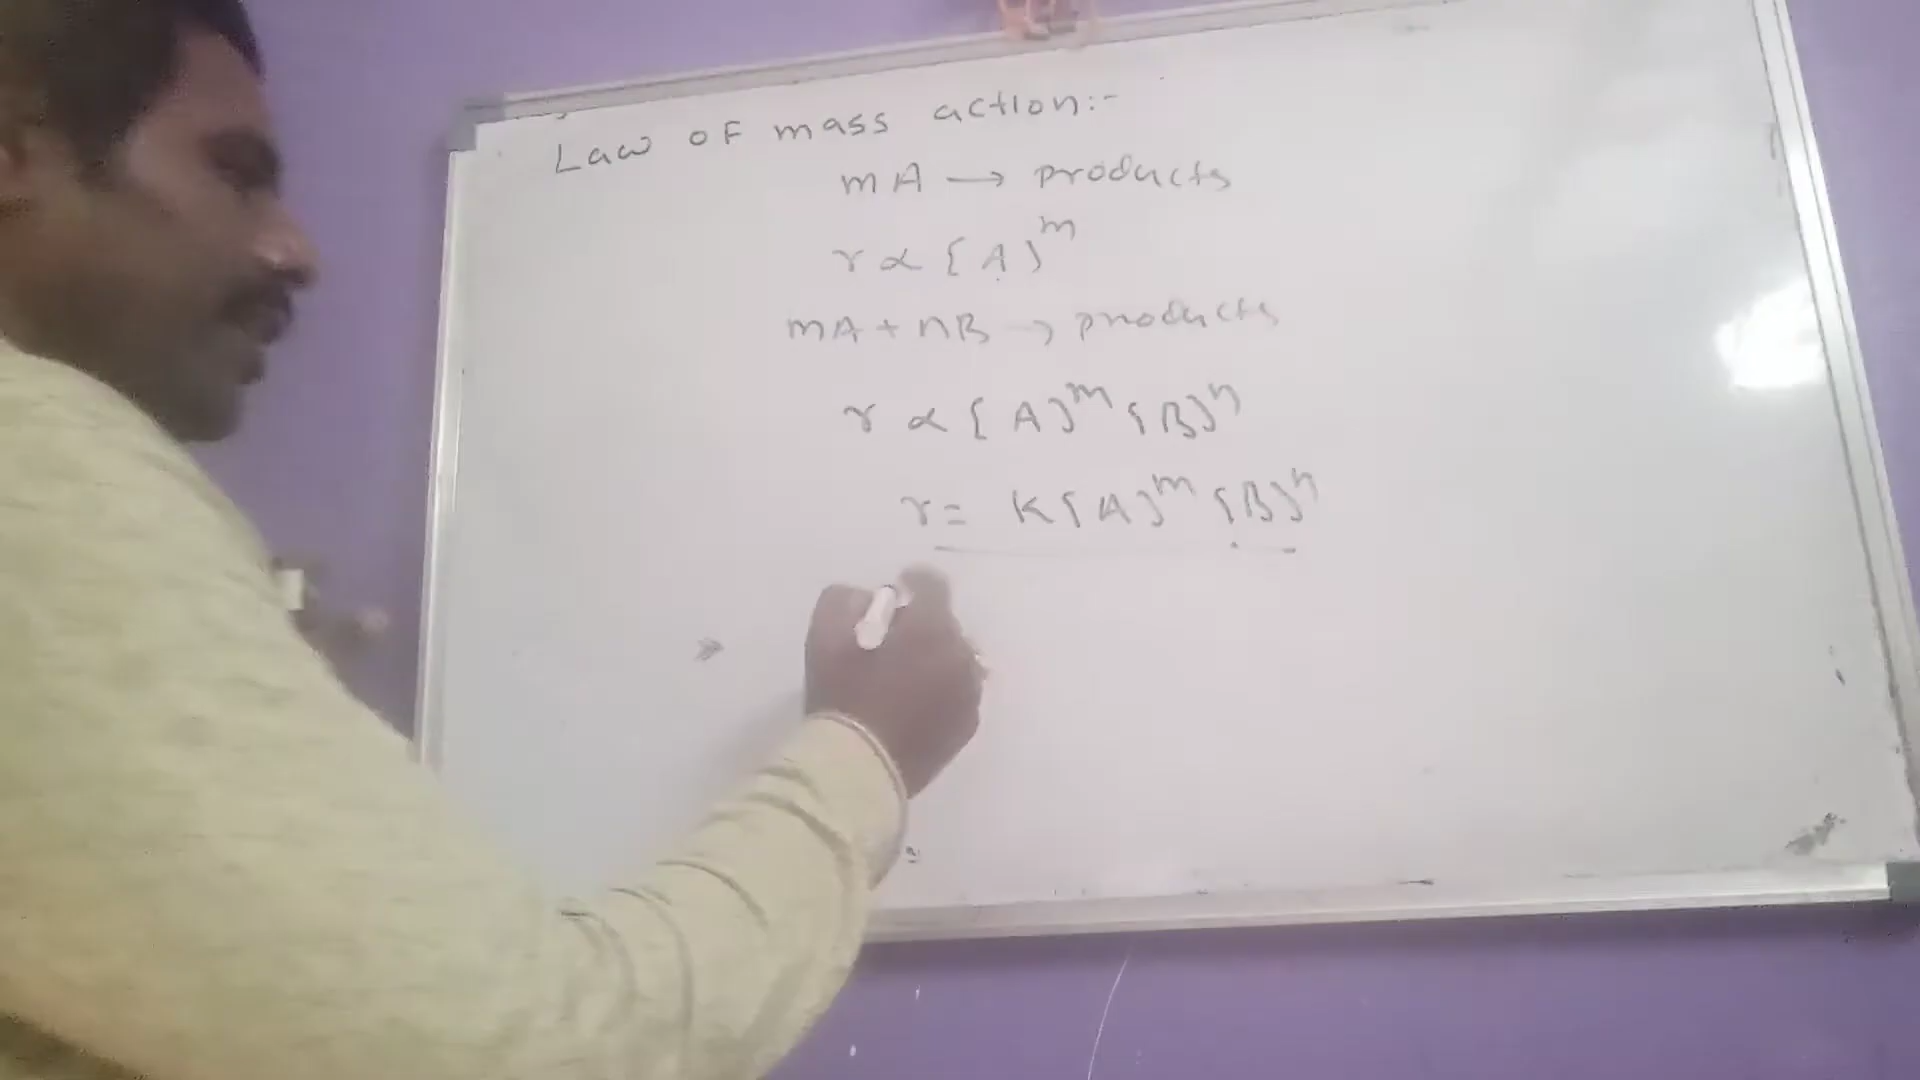 Law of mass action:-
mA → products
r ∝ [A]^m
mA + nB → products
r ∝ [A]^m [B]^n
r = K[A]^m [B]^n